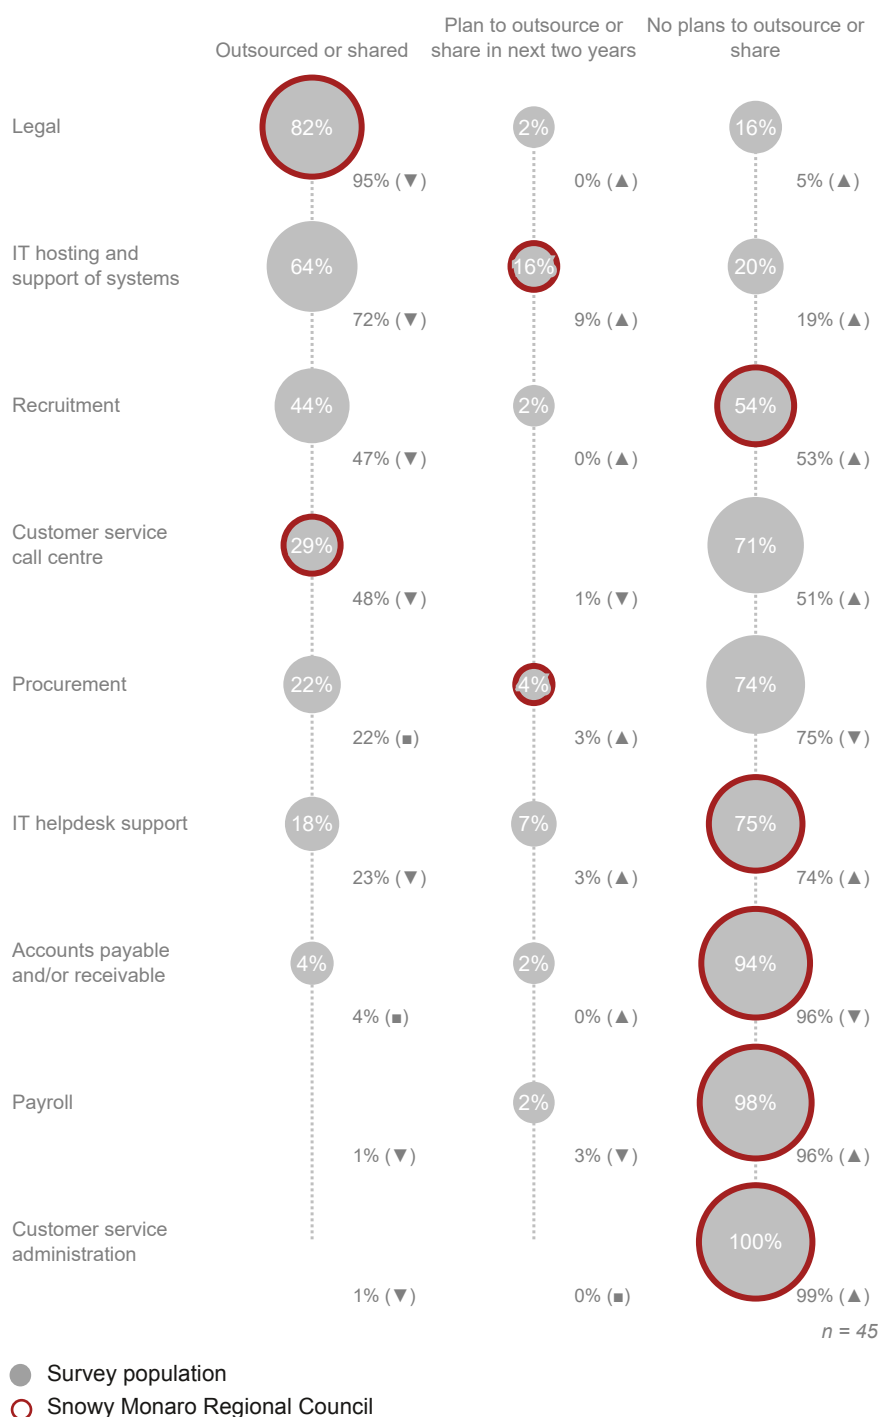 Outsourced or shared
Plan to outsource or
share in next two years
No plans to outsource or
share
Legal
82%
2%
16%
95% (▼)
0% (▲)
5% (▲)
IT hosting and
support of systems
64%
16%
20%
72% (▼)
9% (▲)
19% (▲)
Recruitment
44%
2%
54%
47% (▼)
0% (▲)
53% (▲)
Customer service
call centre
29%
71%
48% (▼)
1% (▼)
51% (▲)
Procurement
22%
4%
74%
22% (■)
3% (▲)
75% (▼)
IT helpdesk support
18%
7%
75%
23% (▼)
3% (▲)
74% (▲)
Accounts payable
and/or receivable
4%
2%
94%
4% (■)
0% (▲)
96% (▼)
Payroll
2%
98%
1% (▼)
3% (▼)
96% (▲)
Customer service
administration
100%
1% (▼)
0% (■)
99% (▲)
n = 45
Survey population
Snowy Monaro Regional Council